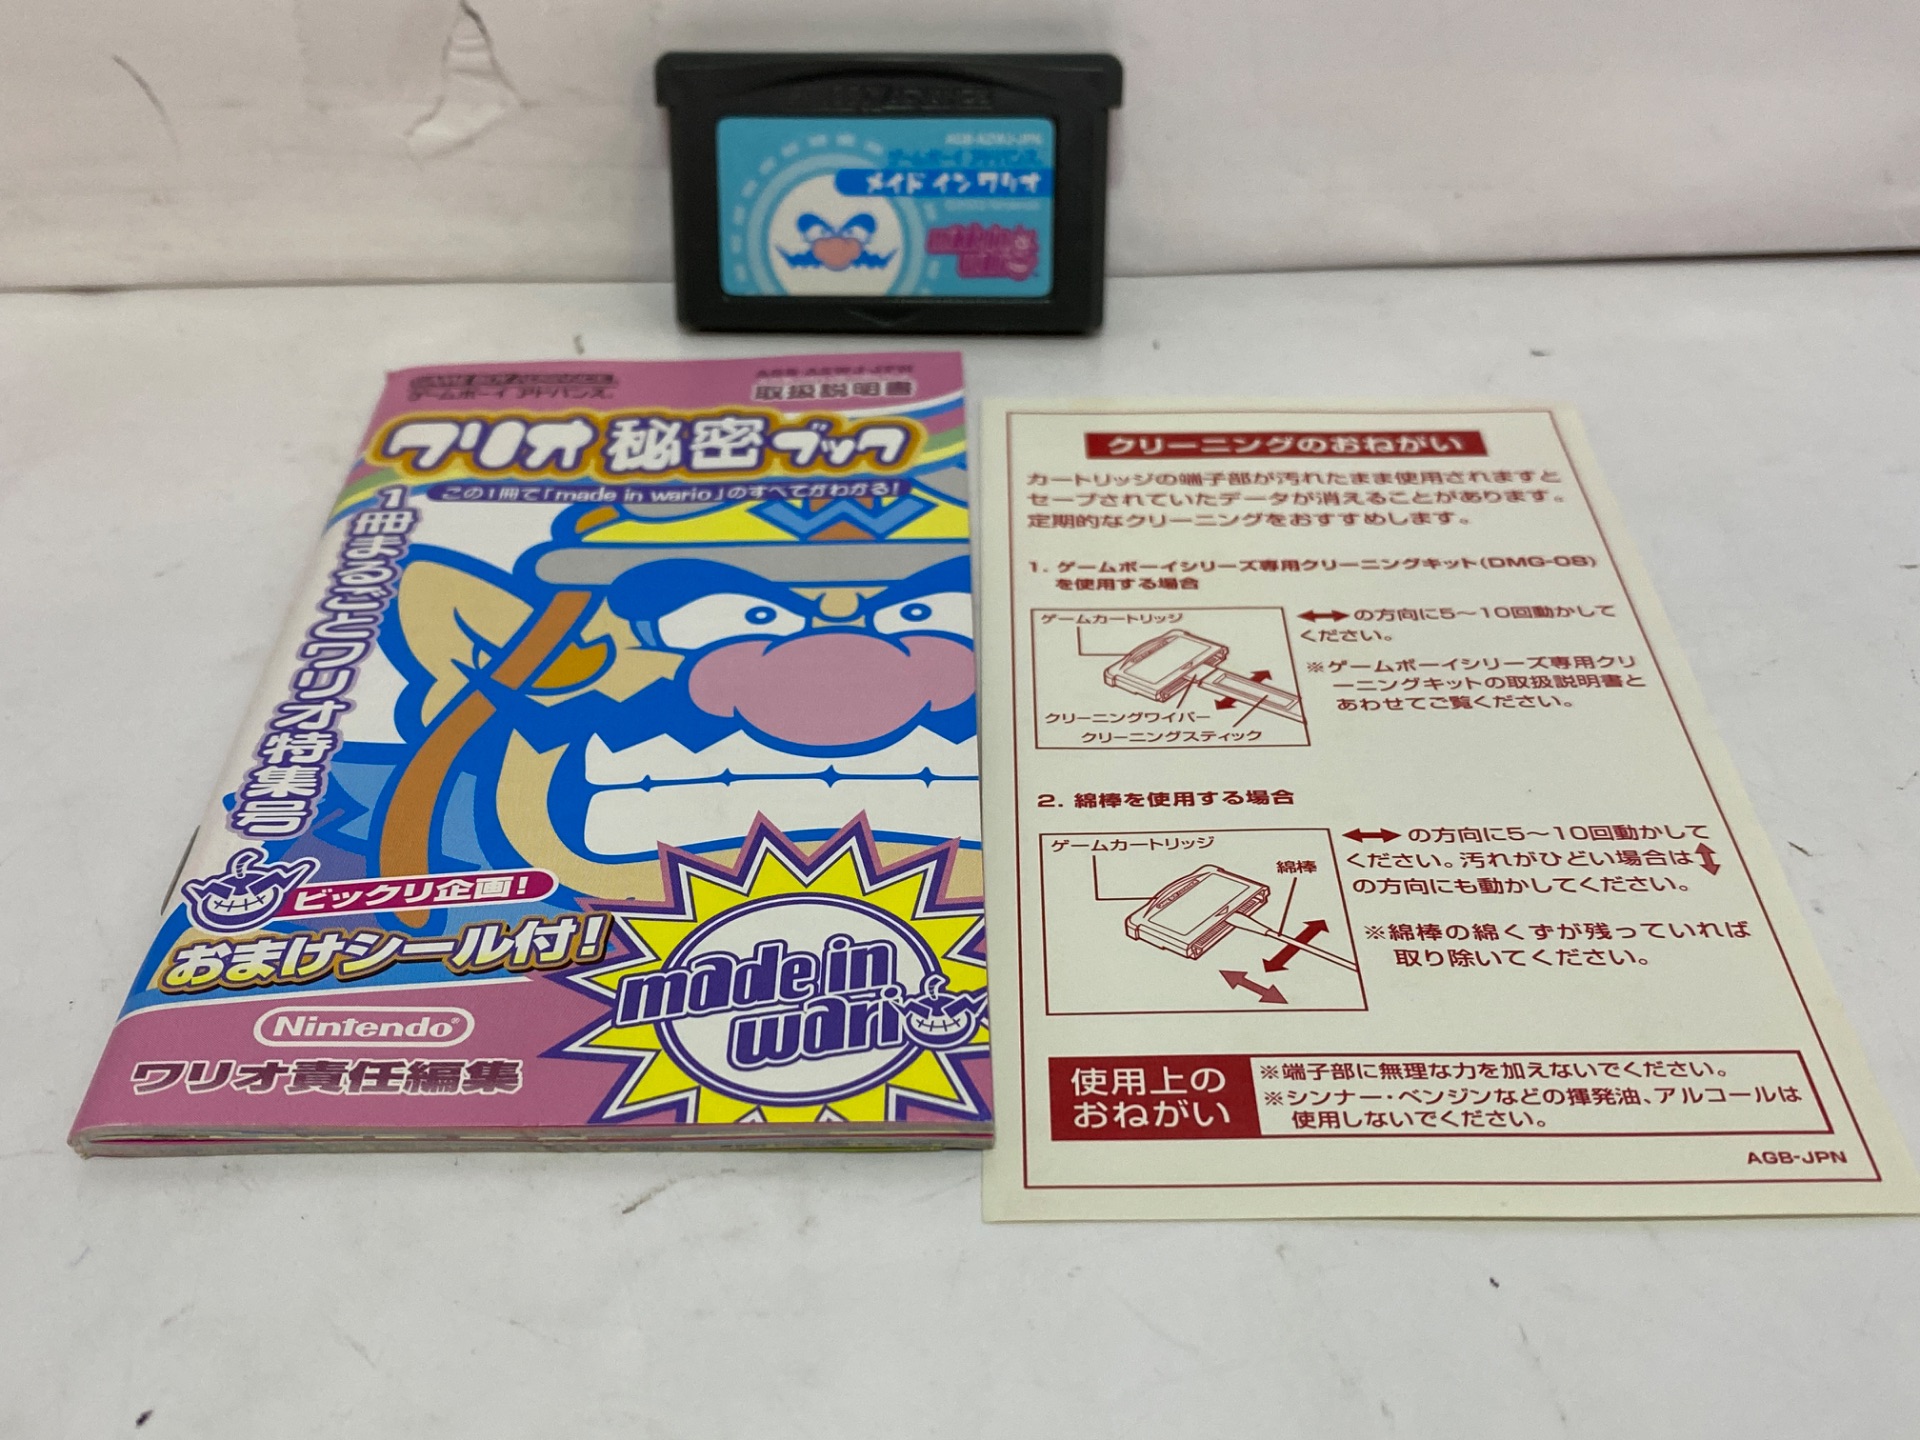 ゲームボーイ アドバンス
メイド イン ワリオ
ゲームボーイ アドバンス
取扱説明書
ワリオ 秘密 ブック
この1冊で「made in wario」のすべてがわかる!
1冊まるごとワリオ特集号
ビックリ企画!
おまけシール付!
made in
wario
Nintendo
ワリオ責任編集
クリーニングのおねがい
カートリッジの端子部が汚れたまま使用されますと
セーブされていたデータが消えることがあります。
定期的なクリーニングをおすすめします。
1. ゲームボーイシリーズ専用クリーニングキット(DMG-08)
を使用する場合
ゲームカートリッジ
クリーニングワイパー
クリーニングスティック
⟷の方向に5〜10回動かして
ください。
※ゲームボーイシリーズ専用クリ
ーニングキットの取扱説明書と
あわせてご覧ください。
2. 綿棒を使用する場合
ゲームカートリッジ
綿棒
⟷の方向に5〜10回動かして
ください。汚れがひどい場合は↕
の方向にも動かしてください。
※綿棒の綿くずが残っていれば
取り除いてください。
使用上の
おねがい
※端子部に無理な力を加えないでください。
※シンナー・ベンジンなどの揮発油、アルコールは
使用しないでください。
AGB-JPN